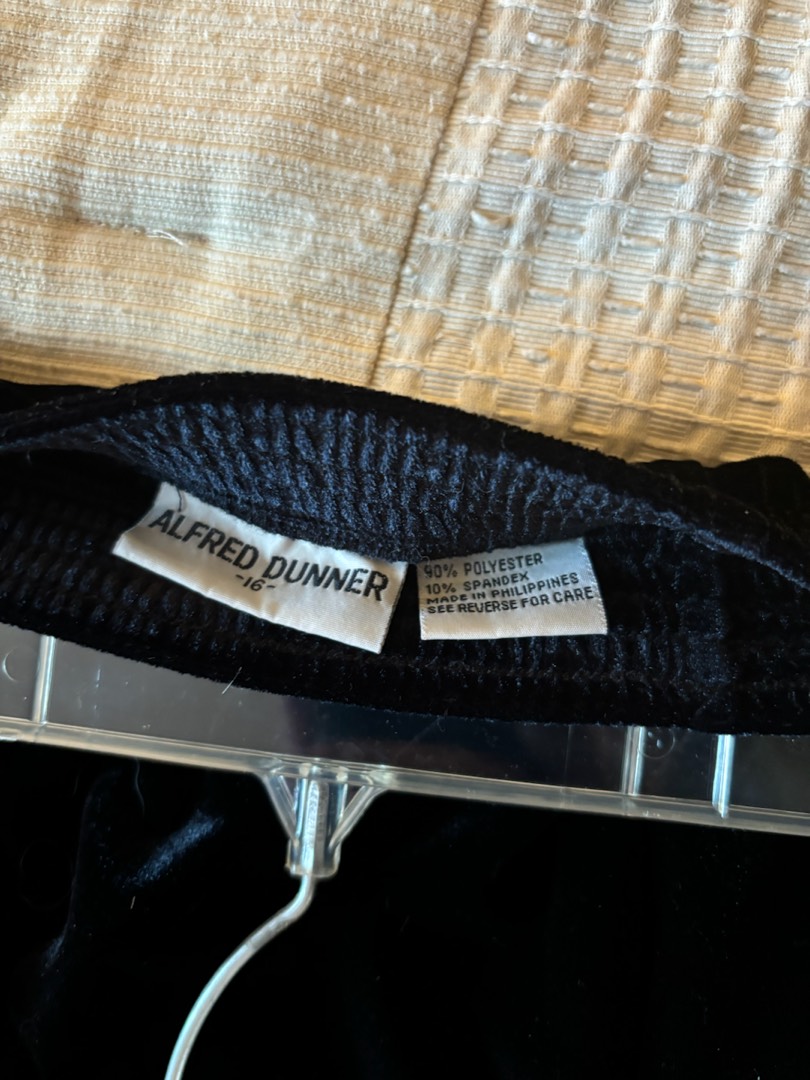 ALFRED DUNNER
-16-
90% POLYESTER
10% SPANDEX
MADE IN PHILIPPINES
SEE REVERSE FOR CARE